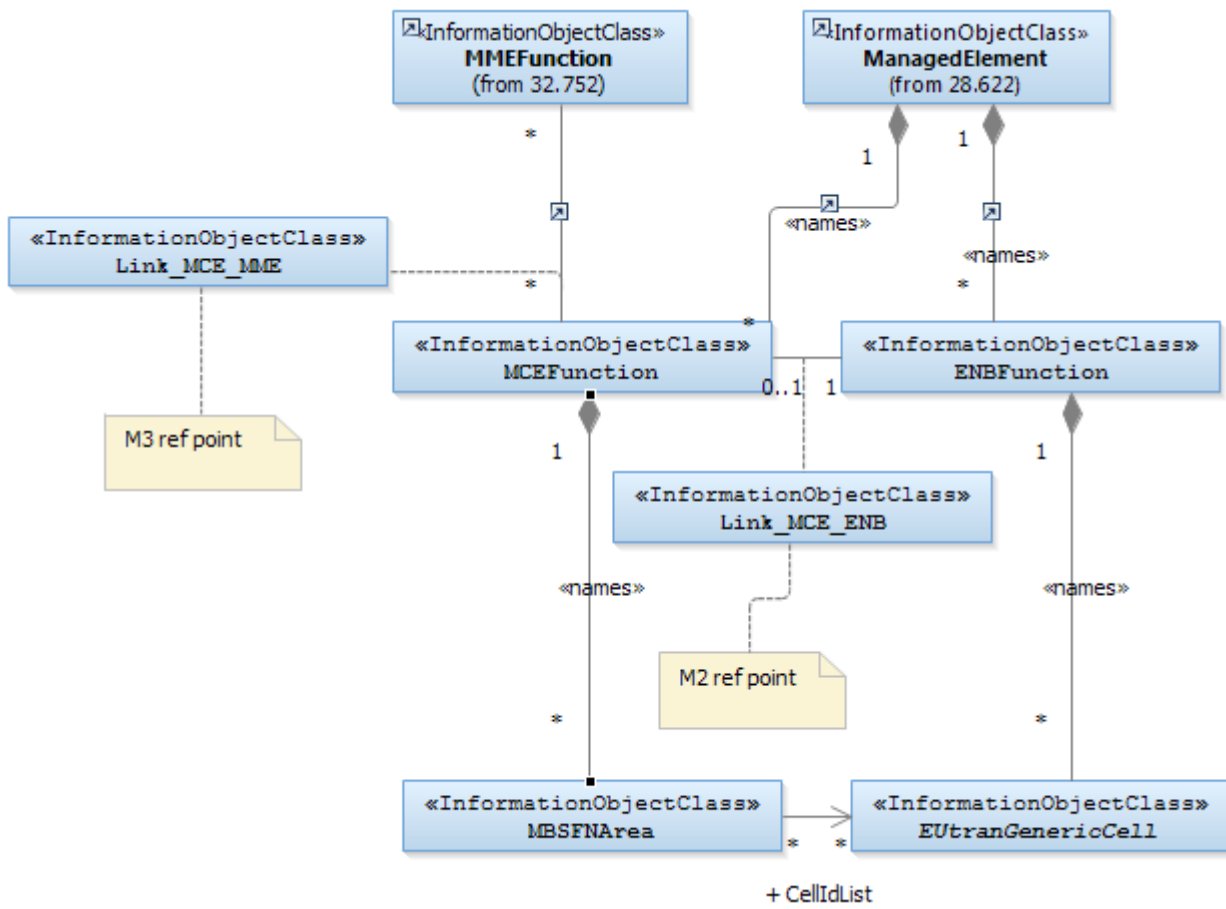 «InformationObjectClass»
MMEFunction
(from 32.752)
«InformationObjectClass»
ManagedElement
(from 28.622)
*
1
1
«names»
«names»
«InformationObjectClass»
Link_MCE_MME
*
*
*
«InformationObjectClass»
MCEFunction
0..1
1
«InformationObjectClass»
ENBFunction
M3 ref point
1
1
«InformationObjectClass»
Link_MCE_ENB
«names»
«names»
M2 ref point
*
*
«InformationObjectClass»
MBSFNArea
«InformationObjectClass»
EUtranGenericCell
*
*
+ CellIdList